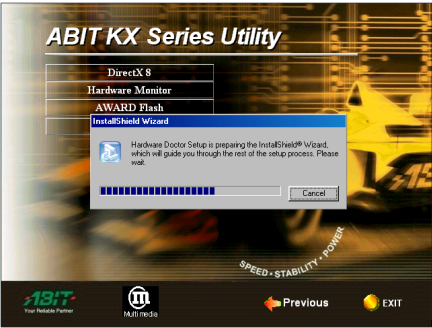 ABIT KX Series Utility
DirectX 8
Hardware Monitor
AWARD Flash
InstallShield Wizard
Hardware Doctor Setup is preparing the InstallShield® Wizard,
which will guide you through the rest of the setup process. Please
wait.
Cancel
SPEED • STABILITY • POWER
ABIT
Your Reliable Partner
m
Multi media
Previous
EXIT